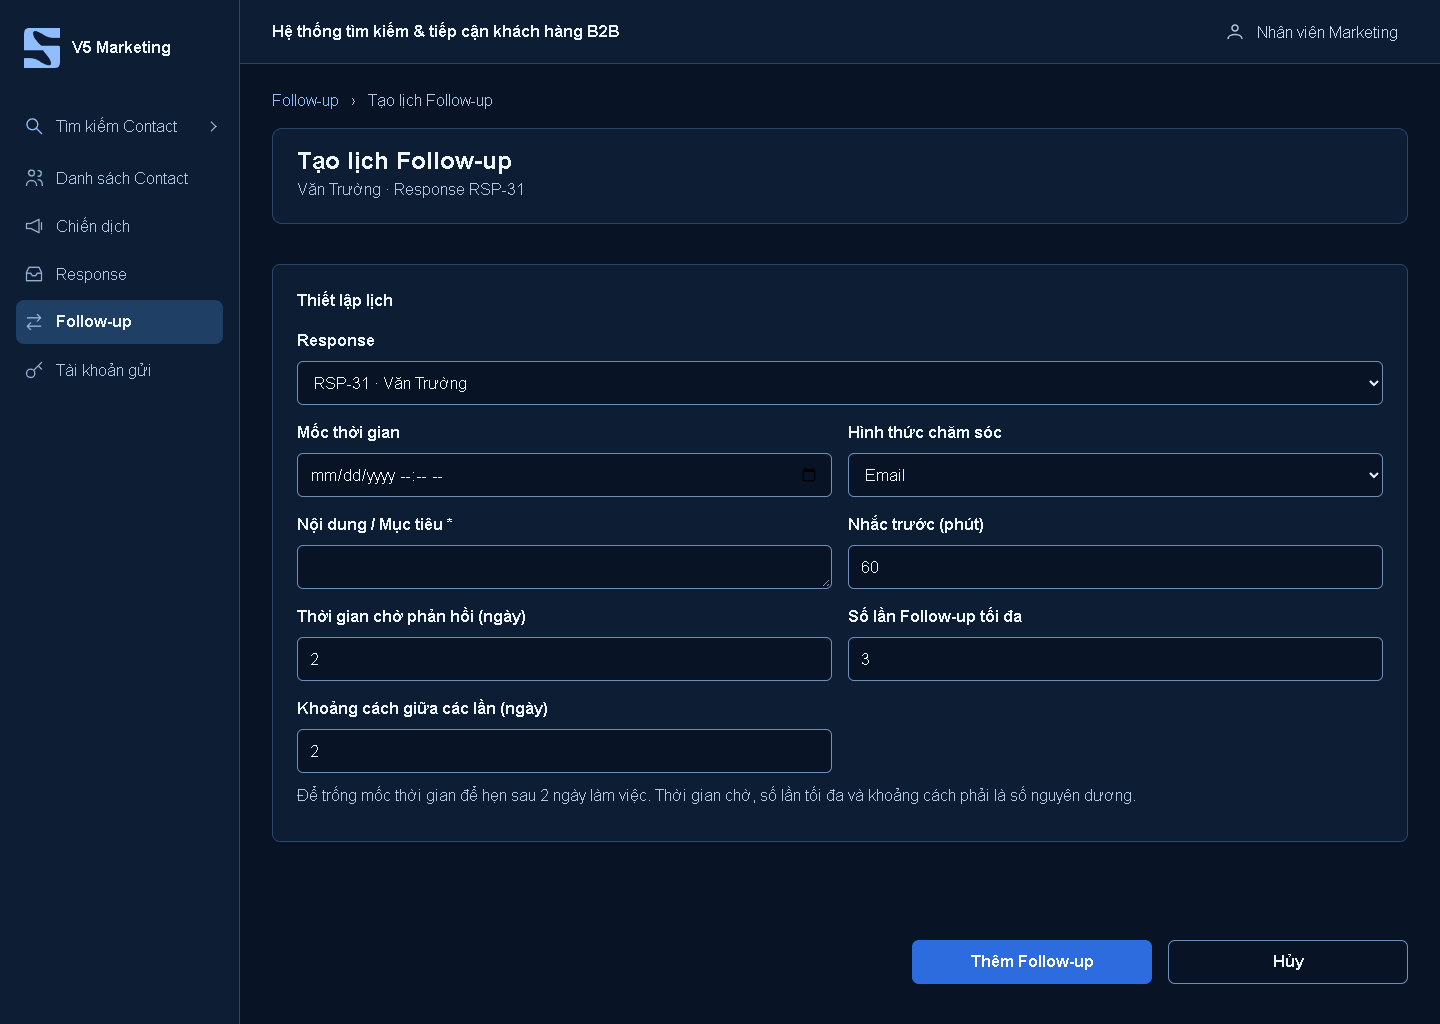 V5 Marketing
Hệ thống tìm kiếm & tiếp cận khách hàng B2B
Nhân viên Marketing
Tìm kiếm Contact
Danh sách Contact
Chiến dịch
Response
Follow-up
Tài khoản gửi
Follow-up › Tạo lịch Follow-up
Tạo lịch Follow-up
Văn Trường · Response RSP-31
Thiết lập lịch
Response
RSP-31 · Văn Trường
Mốc thời gian
Hình thức chăm sóc
mm/dd/yyyy --:-- --
Email
Nội dung / Mục tiêu *
Nhắc trước (phút)
60
Thời gian chờ phản hồi (ngày)
Số lần Follow-up tối đa
2
3
Khoảng cách giữa các lần (ngày)
2
Để trống mốc thời gian để hẹn sau 2 ngày làm việc. Thời gian chờ, số lần tối đa và khoảng cách phải là số nguyên dương.
Thêm Follow-up
Hủy